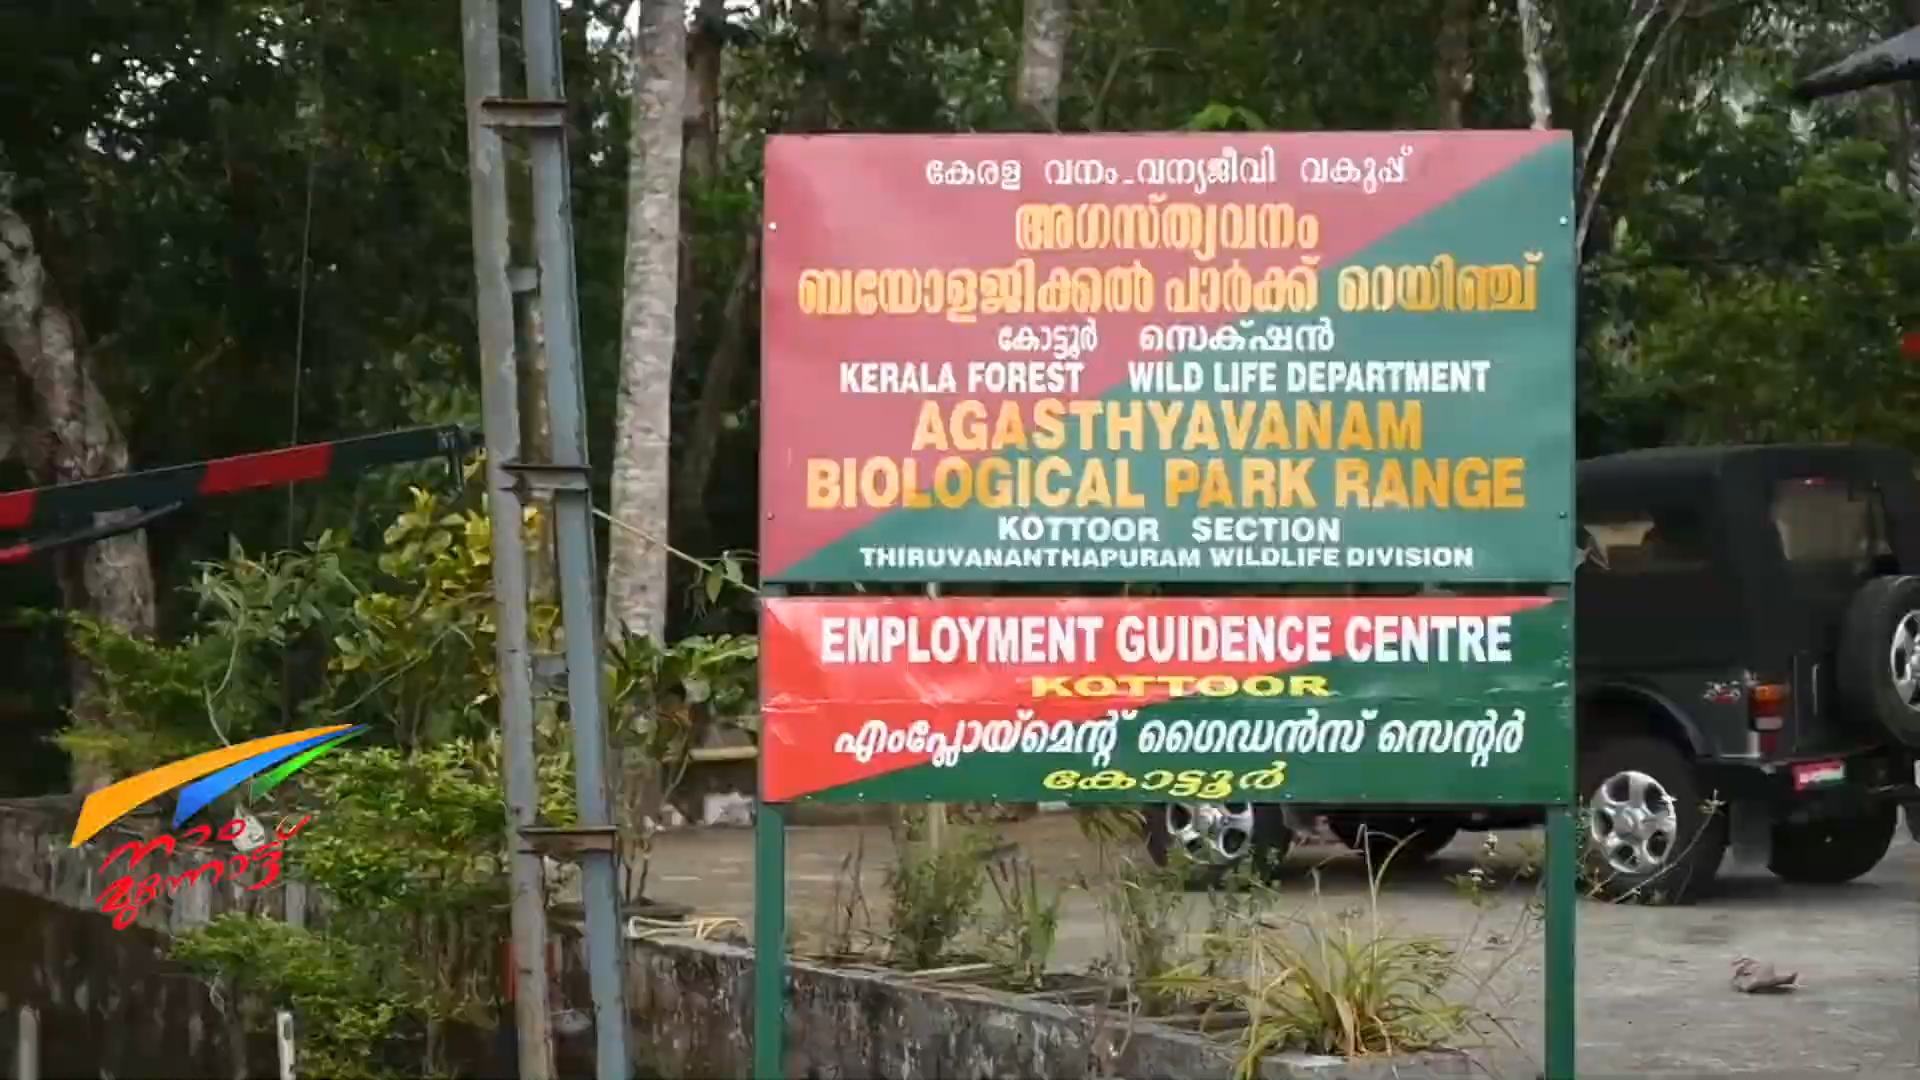 കേരള വനം-വന്യജീവി വകുപ്പ്
അഗസ്ത്യവനം
ബയോളജിക്കൽ പാർക്ക് റെയിഞ്ച്
കോട്ടൂർ സെക്ഷൻ
KERALA FOREST WILD LIFE DEPARTMENT
AGASTHYAVANAM
BIOLOGICAL PARK RANGE
KOTTOOR SECTION
THIRUVANANTHAPURAM WILDLIFE DIVISION
EMPLOYMENT GUIDENCE CENTRE
KOTTOOR
എംപ്ലോയ്മെന്റ് ഗൈഡൻസ് സെന്റർ
കോട്ടൂർ
നാം
മുന്നോട്ട്